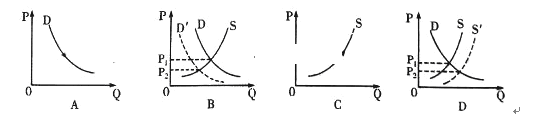 P D 0 Q A
P D' D S P₁ P₂ 0 Q B
P S 0 Q C
P D S S' P₁ P₂ 0 Q D